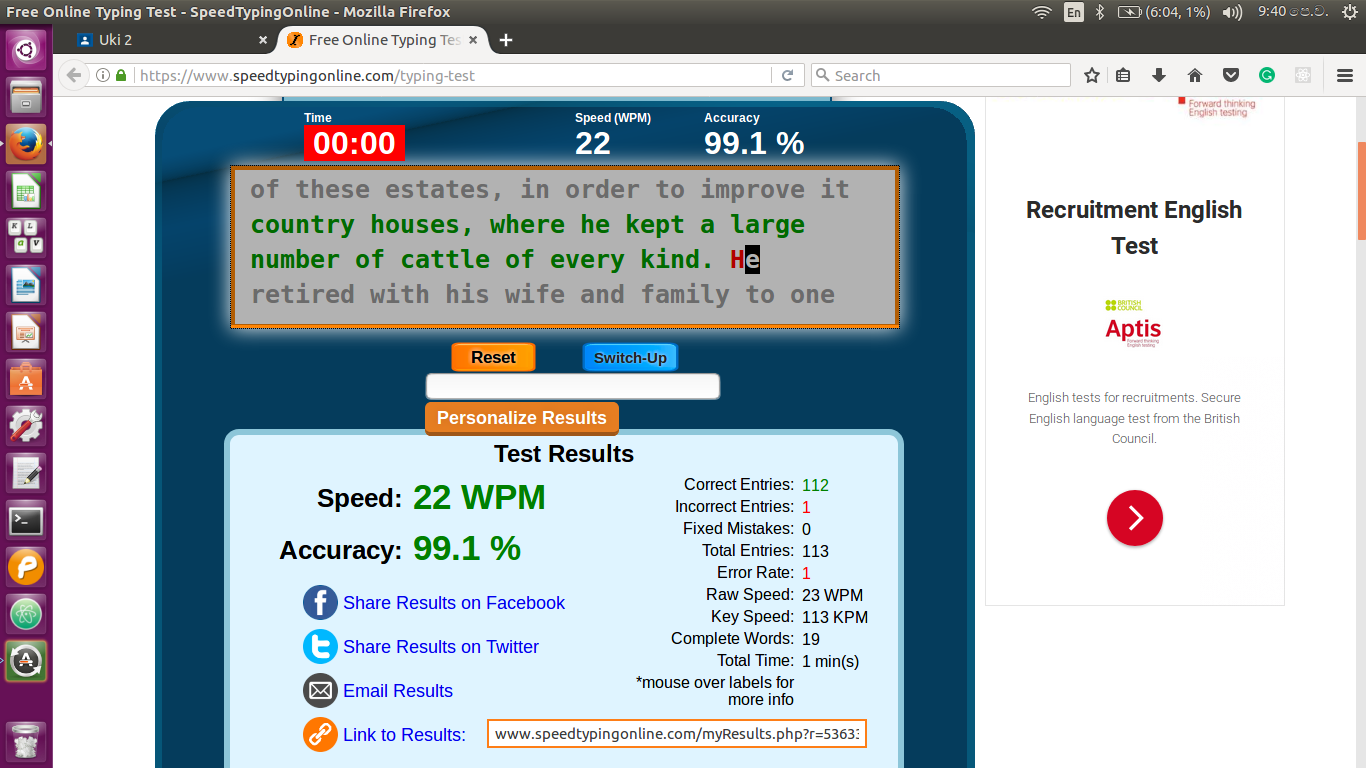 Free Online Typing Test - SpeedTypingOnline - Mozilla Firefox
En
(6:04, 1%)
9:40 පෙ.ව.
Uki 2
Free Online Typing Tes
https://www.speedtypingonline.com/typing-test
Search
Time
Speed (WPM)
Accuracy
00:00
22
99.1 %
of these estates, in order to improve it
country houses, where he kept a large
number of cattle of every kind. He
retired with his wife and family to one
Reset
Switch-Up
Personalize Results
Test Results
Speed: 22 WPM
Accuracy: 99.1 %
Share Results on Facebook
Share Results on Twitter
Email Results
Link to Results:
www.speedtypingonline.com/myResults.php?r=53633
Correct Entries: 112
Incorrect Entries: 1
Fixed Mistakes: 0
Total Entries: 113
Error Rate: 1
Raw Speed: 23 WPM
Key Speed: 113 KPM
Complete Words: 19
Total Time: 1 min(s)
*mouse over labels for
more info
Forward thinking
English testing
Recruitment English
Test
BRITISH
COUNCIL
Aptis
Forward thinking
English testing
English tests for recruitments. Secure
English language test from the British
Council.
K
L
a
V